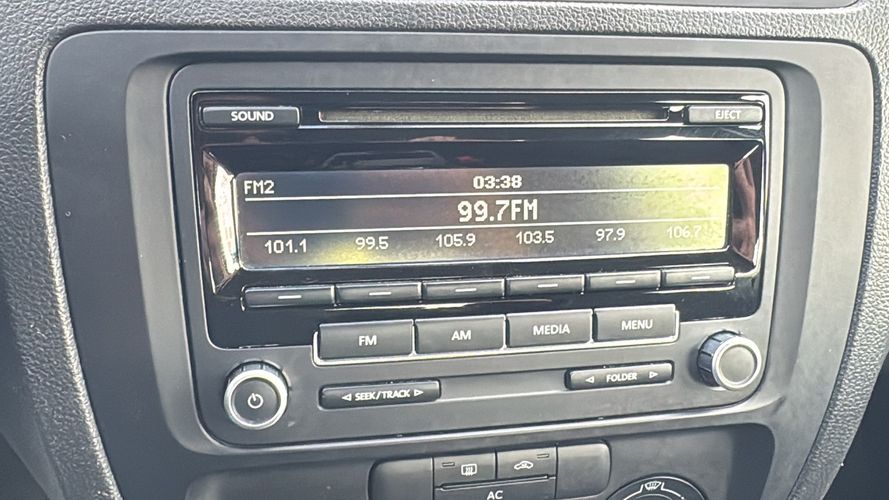 SOUND EJECT
FM2 03:38
99.7FM
101.1 99.5 105.9 103.5 97.9 106.7
FM AM MEDIA MENU
◁ SEEK/TRACK ▷ ◁ FOLDER ▷
AC